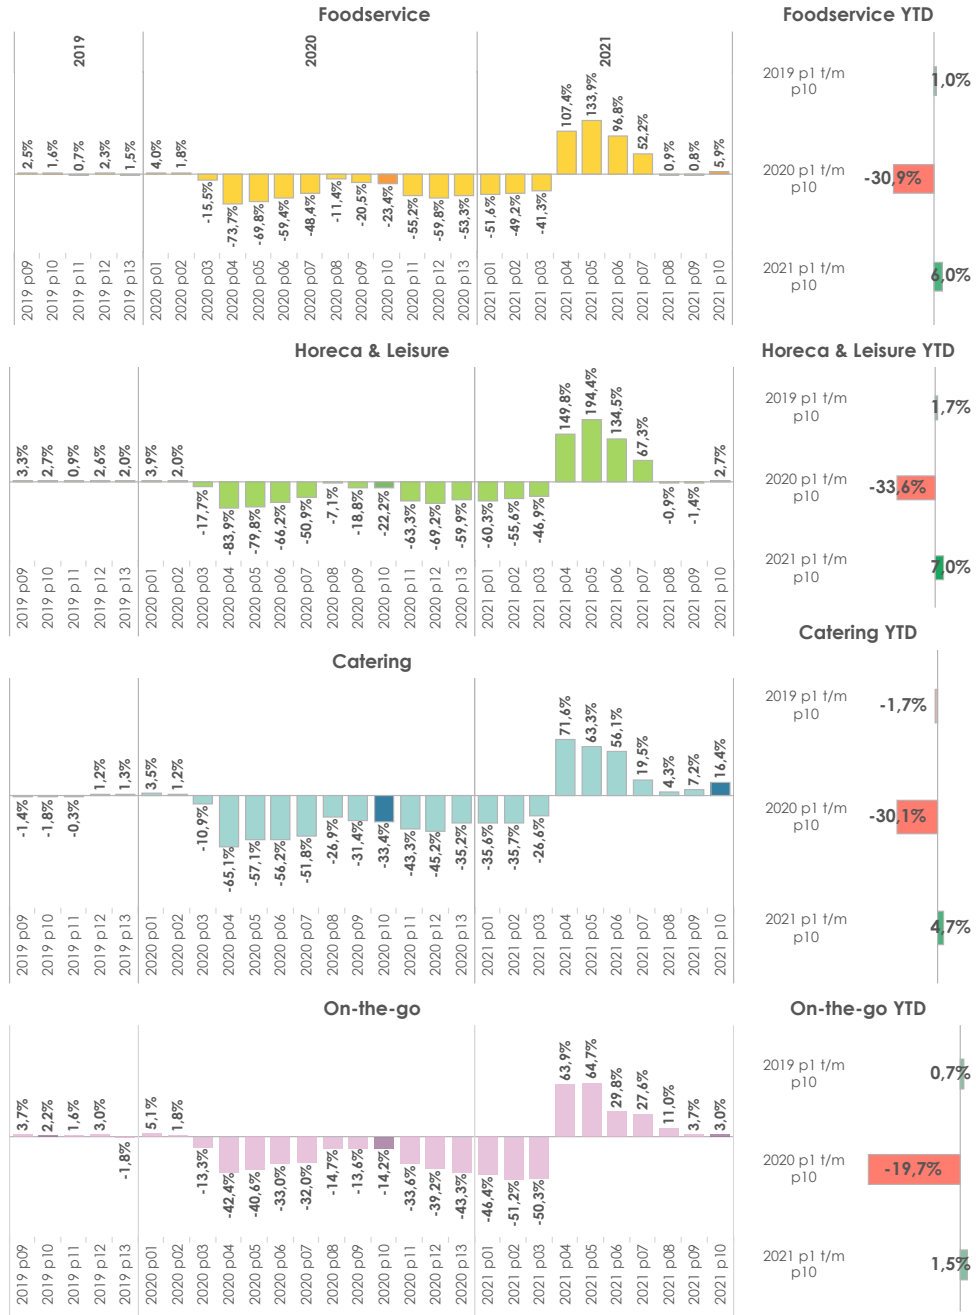 Foodservice
2019
2020
2021
2,5%
1,6%
0,7%
2,3%
1,5%
4,0%
1,8%
-15,5%
-73,7%
-69,8%
-59,4%
-48,4%
-11,4%
-20,5%
-23,4%
-55,2%
-59,8%
-53,3%
-51,6%
-49,2%
-41,3%
107,4%
133,9%
96,8%
52,2%
0,9%
0,8%
5,9%
2019 p09
2019 p10
2019 p11
2019 p12
2019 p13
2020 p01
2020 p02
2020 p03
2020 p04
2020 p05
2020 p06
2020 p07
2020 p08
2020 p09
2020 p10
2020 p11
2020 p12
2020 p13
2021 p01
2021 p02
2021 p03
2021 p04
2021 p05
2021 p06
2021 p07
2021 p08
2021 p09
2021 p10
Foodservice YTD
2019 p1 t/m
p10
1,0%
2020 p1 t/m
p10
-30,9%
2021 p1 t/m
p10
6,0%
Horeca & Leisure
3,3%
2,7%
0,9%
2,6%
2,0%
3,9%
2,0%
-17,7%
-83,9%
-79,8%
-66,2%
-50,9%
-7,1%
-18,8%
-22,2%
-63,3%
-69,2%
-59,9%
-60,3%
-55,6%
-46,9%
149,8%
194,4%
134,5%
67,3%
-0,9%
-1,4%
2,7%
2019 p09
2019 p10
2019 p11
2019 p12
2019 p13
2020 p01
2020 p02
2020 p03
2020 p04
2020 p05
2020 p06
2020 p07
2020 p08
2020 p09
2020 p10
2020 p11
2020 p12
2020 p13
2021 p01
2021 p02
2021 p03
2021 p04
2021 p05
2021 p06
2021 p07
2021 p08
2021 p09
2021 p10
Horeca & Leisure YTD
2019 p1 t/m
p10
1,7%
2020 p1 t/m
p10
-33,6%
2021 p1 t/m
p10
7,0%
Catering
-1,4%
-1,8%
-0,3%
1,2%
1,3%
3,5%
1,2%
-10,9%
-65,1%
-57,1%
-56,2%
-51,8%
-26,9%
-31,4%
-33,4%
-43,3%
-45,2%
-35,2%
-35,6%
-35,7%
-26,6%
71,6%
63,3%
56,1%
19,5%
4,3%
7,2%
16,4%
2019 p09
2019 p10
2019 p11
2019 p12
2019 p13
2020 p01
2020 p02
2020 p03
2020 p04
2020 p05
2020 p06
2020 p07
2020 p08
2020 p09
2020 p10
2020 p11
2020 p12
2020 p13
2021 p01
2021 p02
2021 p03
2021 p04
2021 p05
2021 p06
2021 p07
2021 p08
2021 p09
2021 p10
Catering YTD
2019 p1 t/m
p10
-1,7%
2020 p1 t/m
p10
-30,1%
2021 p1 t/m
p10
4,7%
On-the-go
3,7%
2,2%
1,6%
3,0%
-1,8%
5,1%
1,8%
-13,3%
-42,4%
-40,6%
-33,0%
-32,0%
-14,7%
-13,6%
-14,2%
-33,6%
-39,2%
-43,3%
-46,4%
-51,2%
-50,3%
63,9%
64,7%
29,8%
27,6%
11,0%
3,7%
3,0%
2019 p09
2019 p10
2019 p11
2019 p12
2019 p13
2020 p01
2020 p02
2020 p03
2020 p04
2020 p05
2020 p06
2020 p07
2020 p08
2020 p09
2020 p10
2020 p11
2020 p12
2020 p13
2021 p01
2021 p02
2021 p03
2021 p04
2021 p05
2021 p06
2021 p07
2021 p08
2021 p09
2021 p10
On-the-go YTD
2019 p1 t/m
p10
0,7%
2020 p1 t/m
p10
-19,7%
2021 p1 t/m
p10
1,5%